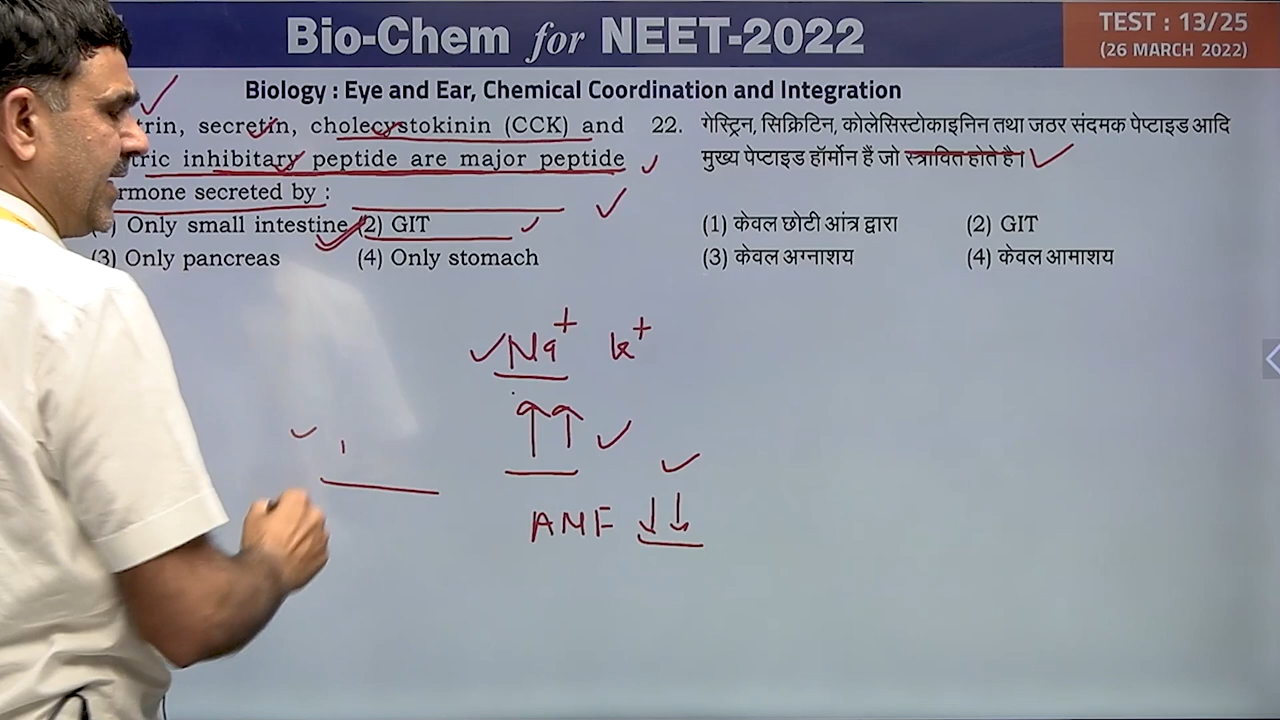 Bio-Chem for NEET-2022
TEST : 13/25
(26 MARCH 2022)
Biology : Eye and Ear, Chemical Coordination and Integration
rin, secretin, cholecystokinin (CCK) and
tric inhibitary peptide are major peptide
rmone secreted by :
Only small intestine (2) GIT
(3) Only pancreas (4) Only stomach
22. गेस्ट्रिन, सिक्रिटिन, कोलेसिस्टोकाइनिन तथा जठर संदमक पेप्टाइड आदि
मुख्य पेप्टाइड हॉर्मोन हैं जो स्त्रावित होते है।
(1) केवल छोटी आंत्र द्वारा (2) GIT
(3) केवल अग्नाशय (4) केवल आमाशय
Na+ K+
ANF